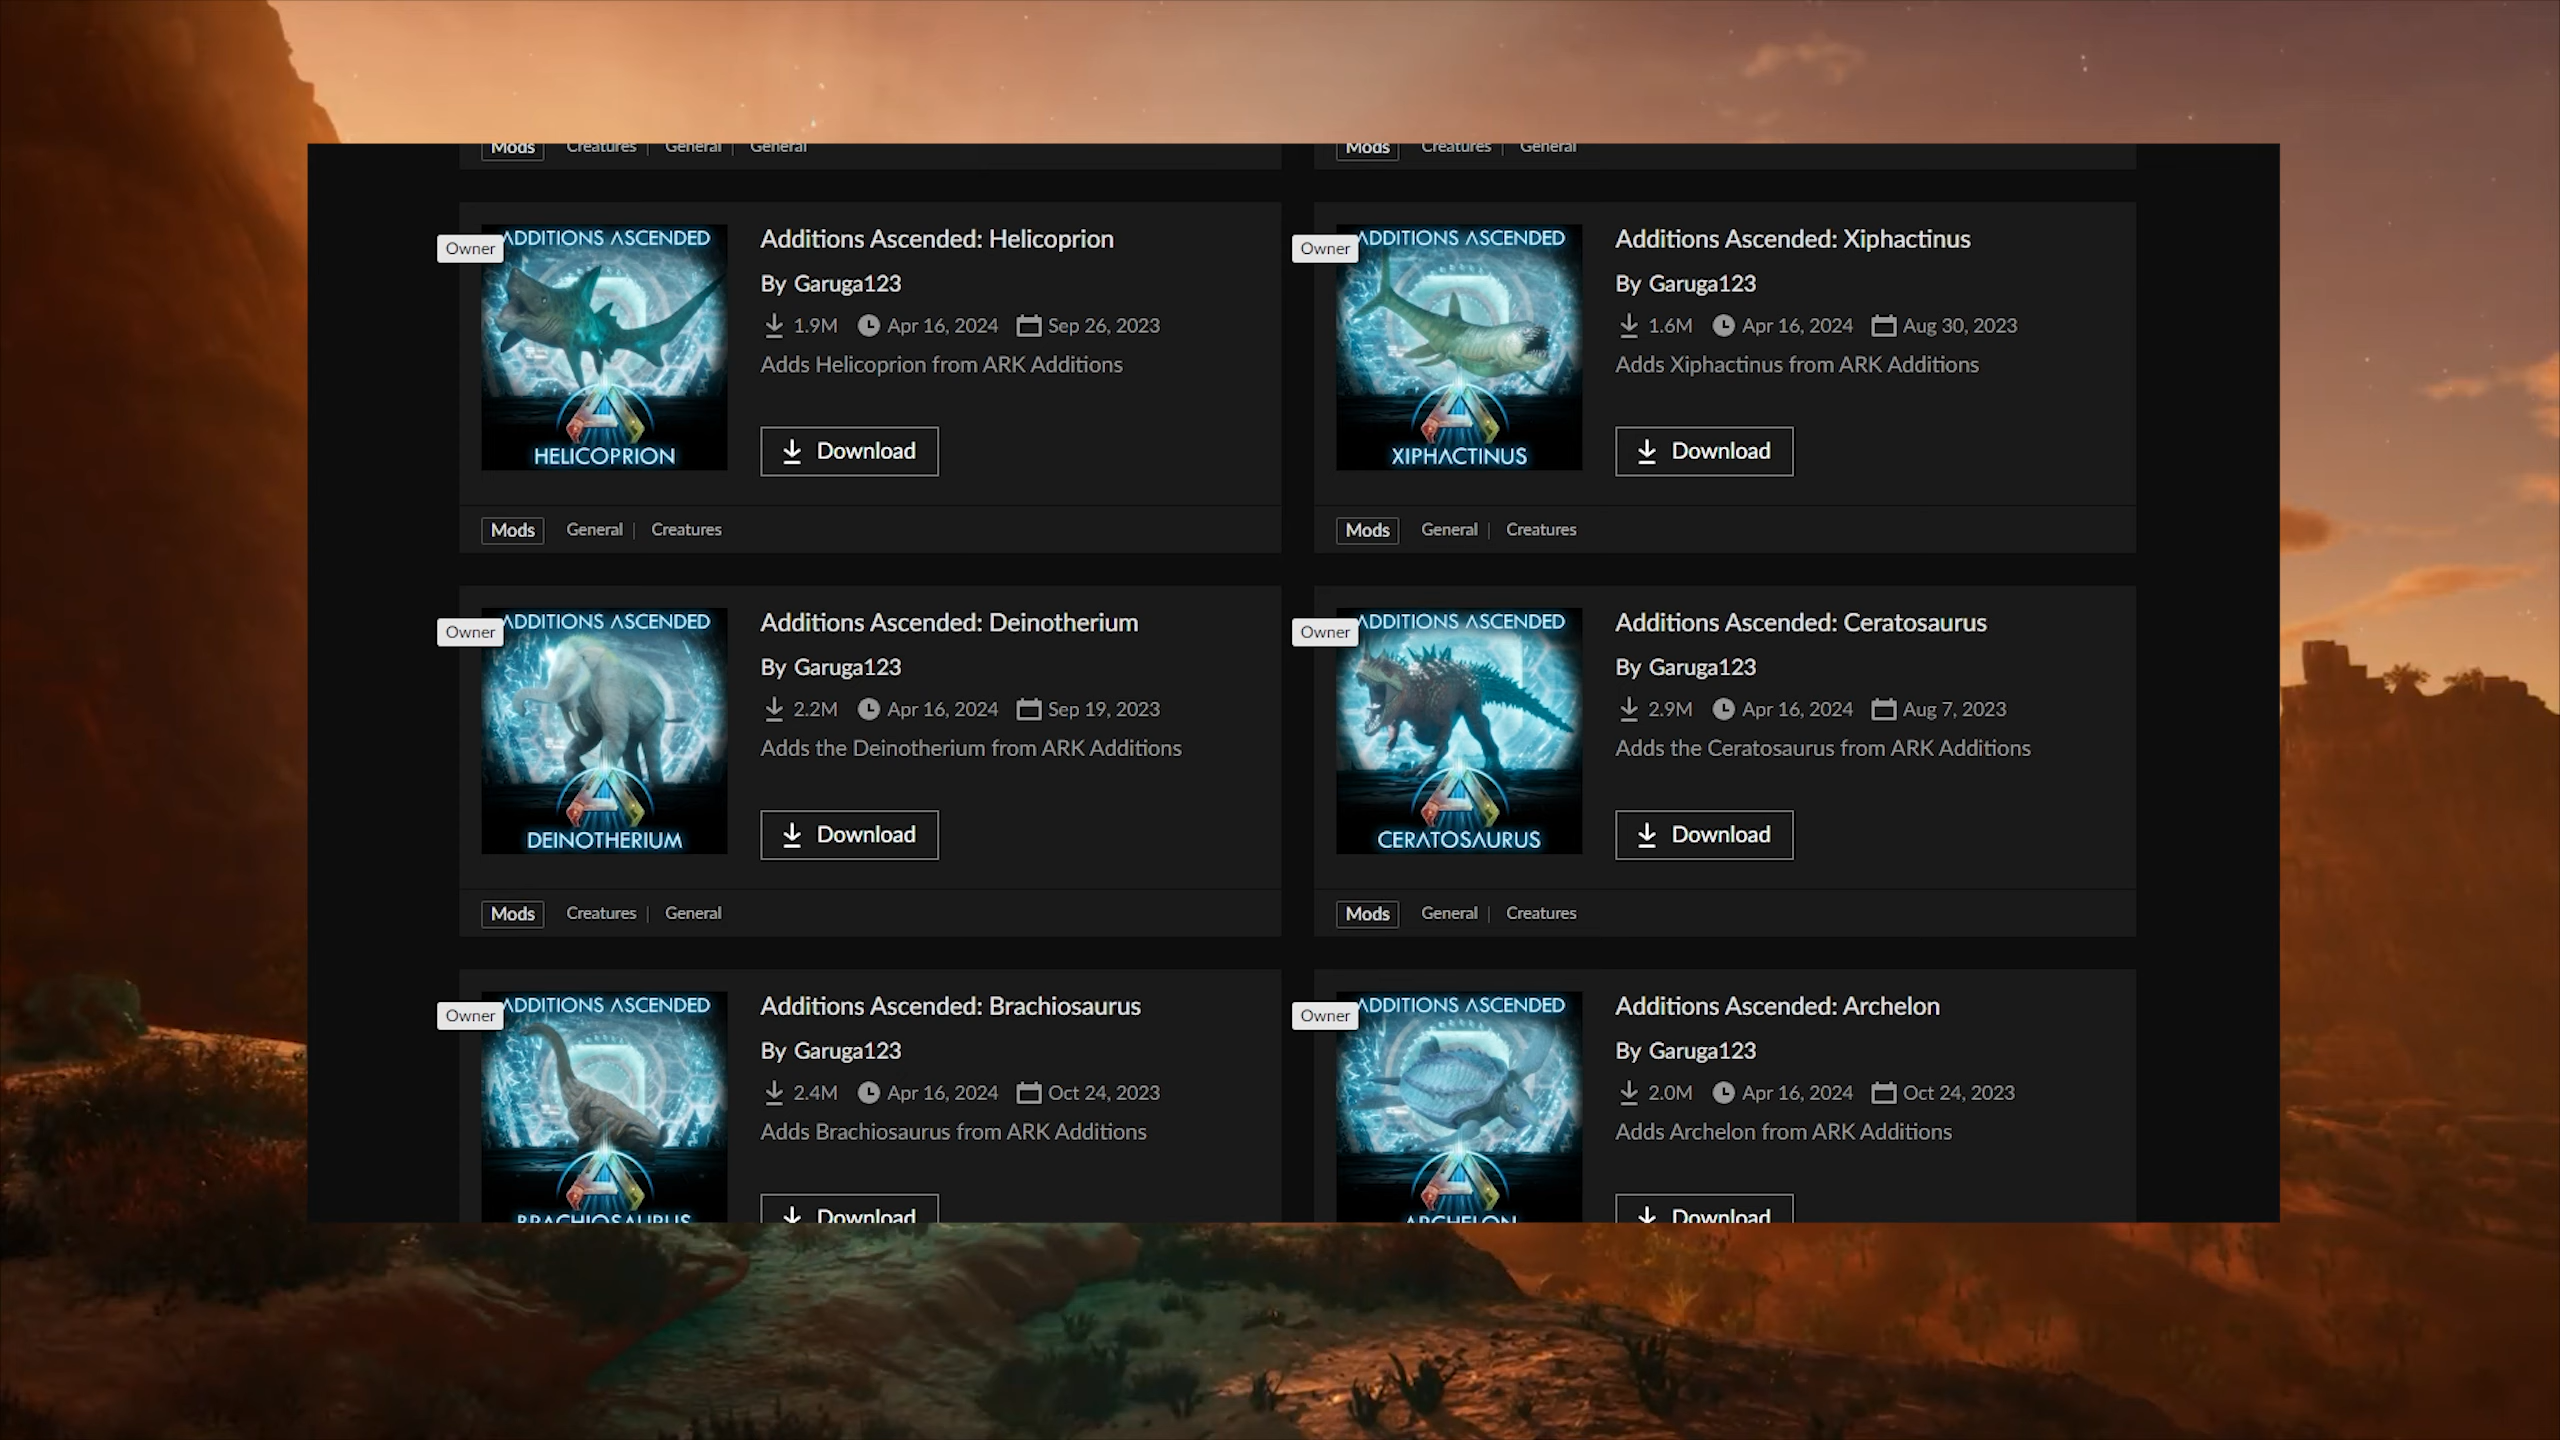 Mods Creatures | General | General
Mods Creatures | General
Owner
ADDITIONS ASCENDED
HELICOPRION
Additions Ascended: Helicoprion
By Garuga123
1.9M Apr 16, 2024 Sep 26, 2023
Adds Helicoprion from ARK Additions
Download
Mods General | Creatures
Owner
ADDITIONS ASCENDED
XIPHACTINUS
Additions Ascended: Xiphactinus
By Garuga123
1.6M Apr 16, 2024 Aug 30, 2023
Adds Xiphactinus from ARK Additions
Download
Mods General | Creatures
Owner
ADDITIONS ASCENDED
DEINOTHERIUM
Additions Ascended: Deinotherium
By Garuga123
2.2M Apr 16, 2024 Sep 19, 2023
Adds the Deinotherium from ARK Additions
Download
Mods Creatures | General
Owner
ADDITIONS ASCENDED
CERATOSAURUS
Additions Ascended: Ceratosaurus
By Garuga123
2.9M Apr 16, 2024 Aug 7, 2023
Adds the Ceratosaurus from ARK Additions
Download
Mods General | Creatures
Owner
ADDITIONS ASCENDED
BRACHIOSAURUS
Additions Ascended: Brachiosaurus
By Garuga123
2.4M Apr 16, 2024 Oct 24, 2023
Adds Brachiosaurus from ARK Additions
Download
Owner
ADDITIONS ASCENDED
ARCHELON
Additions Ascended: Archelon
By Garuga123
2.0M Apr 16, 2024 Oct 24, 2023
Adds Archelon from ARK Additions
Download